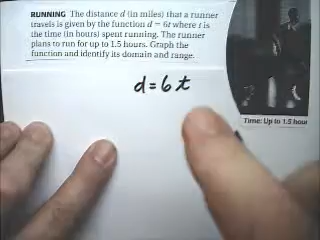 RUNNING The distance d (in miles) that a runner
travels is given by the function d = 6t where t is
the time (in hours) spent running. The runner
plans to run for up to 1.5 hours. Graph the
function and identify its domain and range.
d = 6t
Time: Up to 1.5 hour